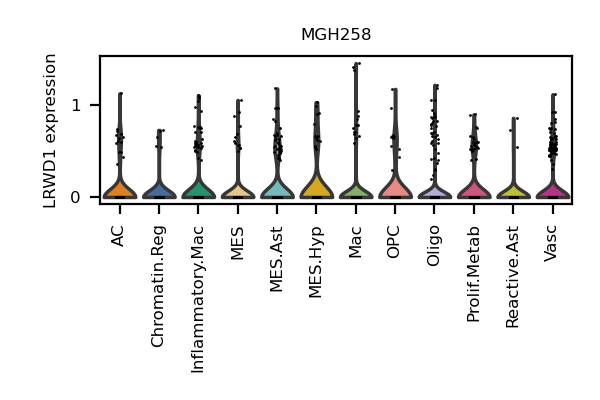 MGH258
LRWD1 expression
1
0
AC
Chromatin.Reg
Inflammatory.Mac
MES
MES.Ast
MES.Hyp
Mac
OPC
Oligo
Prolif.Metab
Reactive.Ast
Vasc